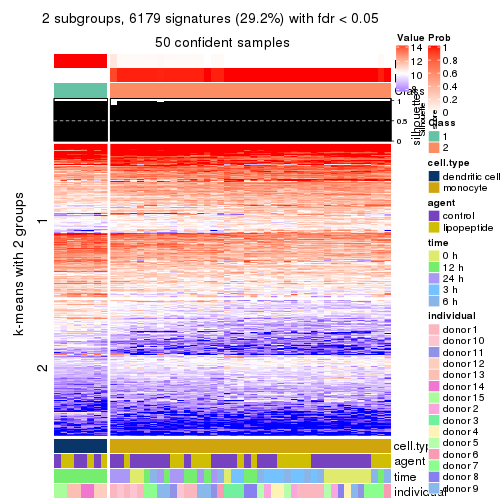 2 subgroups, 6179 signatures (29.2%) with fdr < 0.05
50 confident samples
k-means with 2 groups
1
2
Class
silhouette
1
0.5
0
cell.type
agent
time
individual
Value
14
12
10
8
Prob
1
0.8
0.6
0.4
0.2
0
Class
1
2
cell.type
dendritic cell
monocyte
agent
control
lipopeptide
time
0 h
12 h
24 h
3 h
6 h
individual
donor 1
donor 10
donor 11
donor 12
donor 13
donor 14
donor 15
donor 2
donor 3
donor 4
donor 5
donor 6
donor 7
donor 8
donor 9